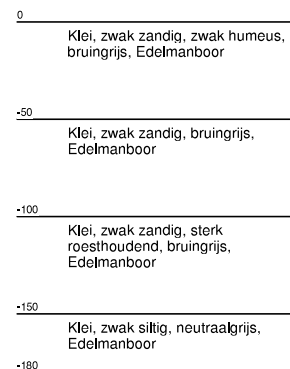 0
Klei, zwak zandig, zwak humeus,
bruingrijs, Edelmanboor
-50
Klei, zwak zandig, bruingrijs,
Edelmanboor
-100
Klei, zwak zandig, sterk
roesthoudend, bruingrijs,
Edelmanboor
-150
Klei, zwak siltig, neutraalgrijs,
Edelmanboor
-180